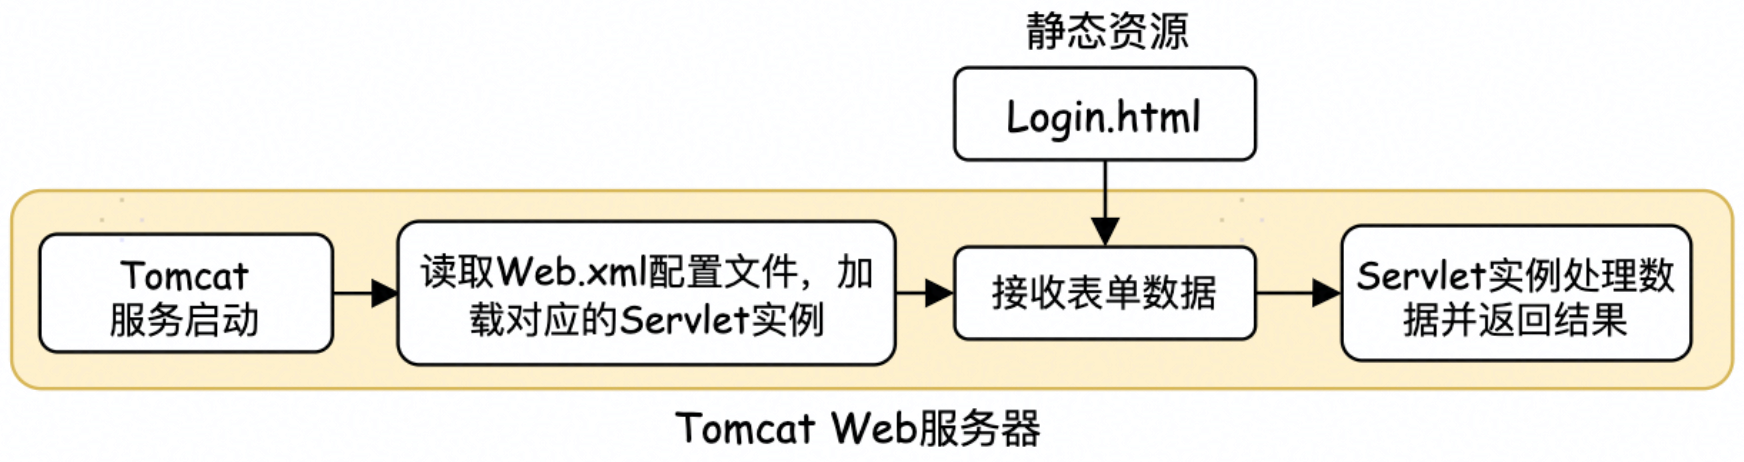 静态资源
Login.html
Tomcat
服务启动
读取Web.xml配置文件，加
载对应的Servlet实例
接收表单数据
Servlet实例处理数
据并返回结果
Tomcat Web服务器